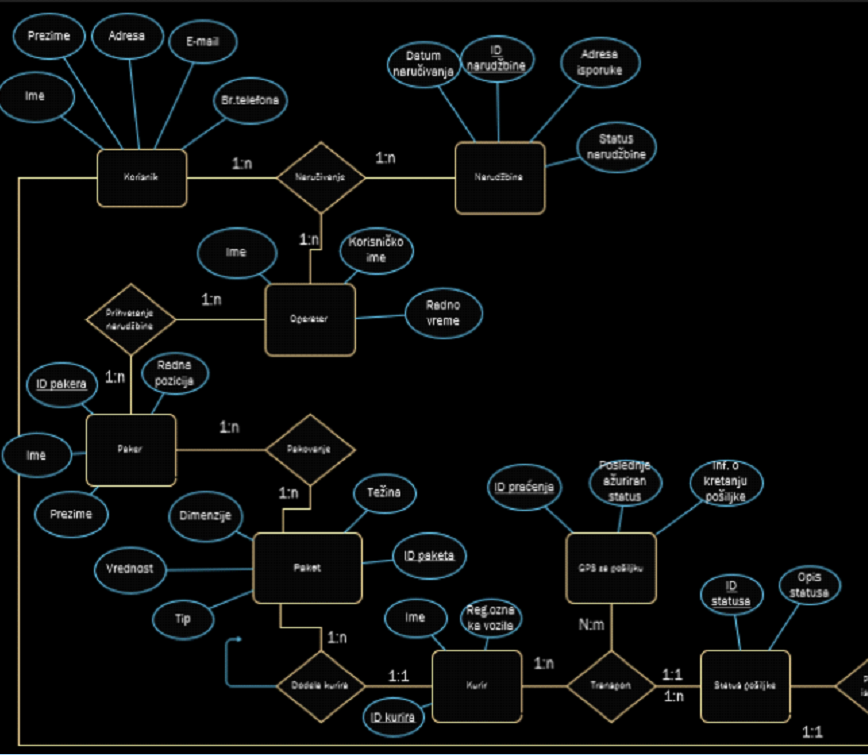 Prezime
Adresa
E-mail
Ime
Br.telefona
Datum
naručivanja
ID
narudžbine
Adresa
isporuke
Status
narudžbine
Korisnik
1:n
Naručivanje
1:n
Narudžbina
1:n
Ime
Korisničko
ime
Operater
Radno
vreme
1:n
Prihvatanje
narudžbine
1:n
ID pakera
Radna
pozicija
Ime
Paker
1:n
Pakovanje
Prezime
1:n
Dimenzije
Težina
Vrednost
Paket
ID paketa
Tip
1:n
ID praćenja
Poslednje
ažuriran
status
Inf. o
kretanju
pošiljke
GPS za pošiljku
N:m
ID
statusa
Opis
statusa
Ime
Reg.ozna
ka vozila
Dodela kurira
1:1
Kurir
1:n
Transport
1:1
1:n
Status pošiljke
ID kurira
1:1